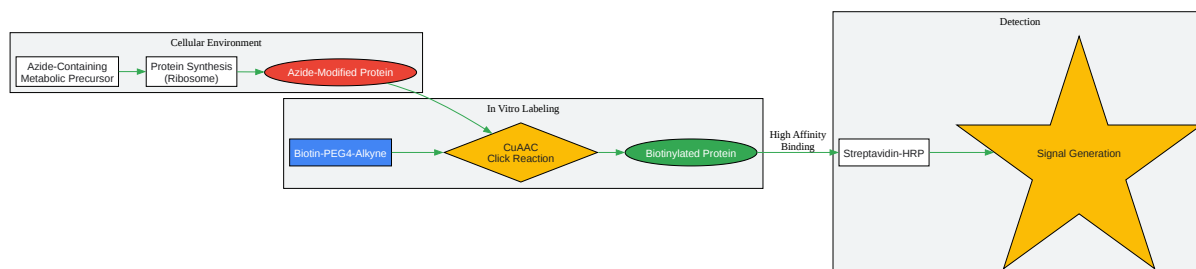 Cellular Environment
Azide-Containing
Metabolic Precursor
Protein Synthesis
(Ribosome)
Azide-Modified Protein
In Vitro Labeling
Biotin-PEG4-Alkyne
CuAAC
Click Reaction
Biotinylated Protein
High Affinity
Binding
Detection
Streptavidin-HRP
Signal Generation